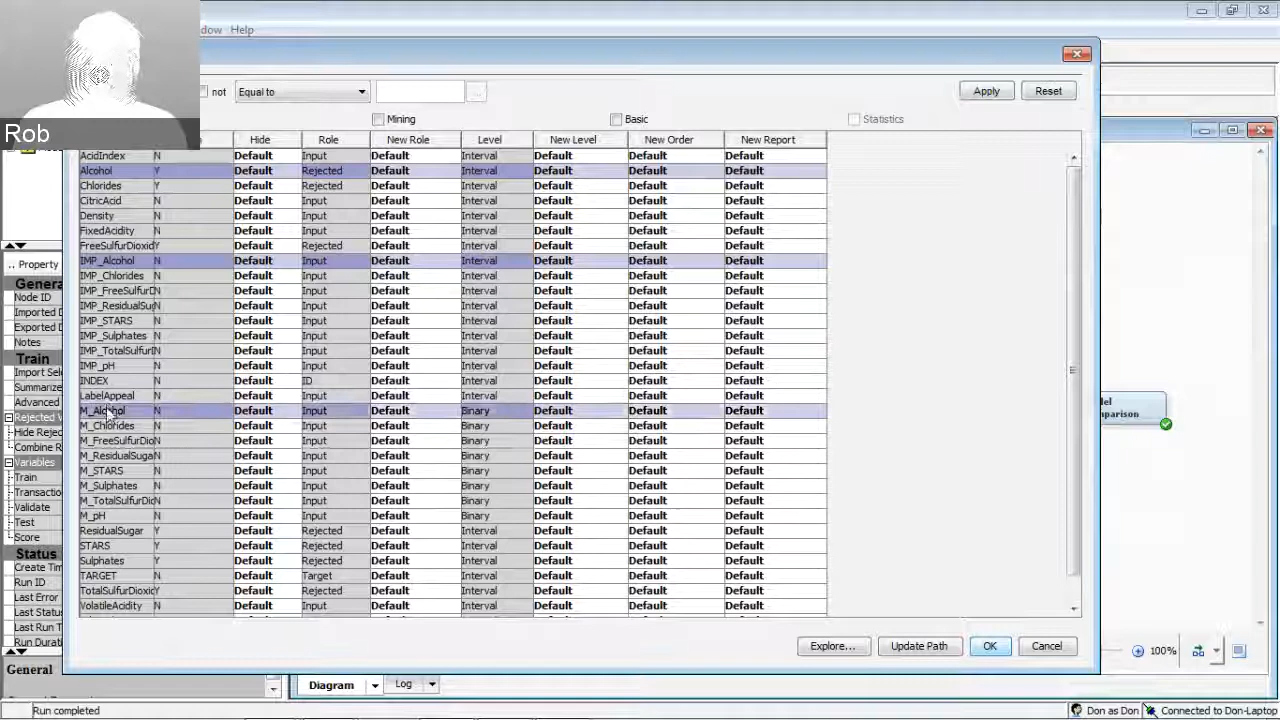 dow Help
Rob
not Equal to ... Apply Reset
Mining Basic Statistics
Hide Role New Role Level New Level New Order New Report
AcidIndex N Default Input Default Interval Default Default Default
Alcohol Y Default Rejected Default Interval Default Default Default
Chlorides Y Default Rejected Default Interval Default Default Default
CitricAcid N Default Input Default Interval Default Default Default
Density N Default Input Default Interval Default Default Default
FixedAcidity N Default Input Default Interval Default Default Default
FreeSulfurDioxid Y Default Rejected Default Interval Default Default Default
IMP_Alcohol N Default Input Default Interval Default Default Default
IMP_Chlorides N Default Input Default Interval Default Default Default
IMP_FreeSulfurD N Default Input Default Interval Default Default Default
IMP_ResidualSug N Default Input Default Interval Default Default Default
IMP_STARS N Default Input Default Interval Default Default Default
IMP_Sulphates N Default Input Default Interval Default Default Default
IMP_TotalSulfur N Default Input Default Interval Default Default Default
IMP_pH N Default Input Default Interval Default Default Default
INDEX N Default ID Default Interval Default Default Default
LabelAppeal N Default Input Default Interval Default Default Default
M_Alcohol N Default Input Default Binary Default Default Default
M_Chlorides N Default Input Default Binary Default Default Default
M_FreeSulfurDio N Default Input Default Binary Default Default Default
M_ResidualSuga N Default Input Default Binary Default Default Default
M_STARS N Default Input Default Binary Default Default Default
M_Sulphates N Default Input Default Binary Default Default Default
M_TotalSulfurDi N Default Input Default Binary Default Default Default
M_pH N Default Input Default Binary Default Default Default
ResidualSugar Y Default Rejected Default Interval Default Default Default
STARS Y Default Rejected Default Interval Default Default Default
Sulphates Y Default Rejected Default Interval Default Default Default
TARGET N Default Target Default Interval Default Default Default
TotalSulfurDioxi Y Default Rejected Default Interval Default Default Default
VolatileAcidity N Default Input Default Interval Default Default Default
Explore... Update Path OK Cancel
.. Property
Genera
Node ID
Imported D
Exported D
Notes
Train
Import Sele
Summarize
Advanced
Rejected V
Hide Rejec
Combine R
Variables
Train
Transactio
Validate
Test
Score
Status
Create Tim
Run ID
Last Error
Last Status
Last Run T
Run Duratio
General
del
mparison
100%
Diagram Log
Run completed
Don as Don Connected to Don-Laptop